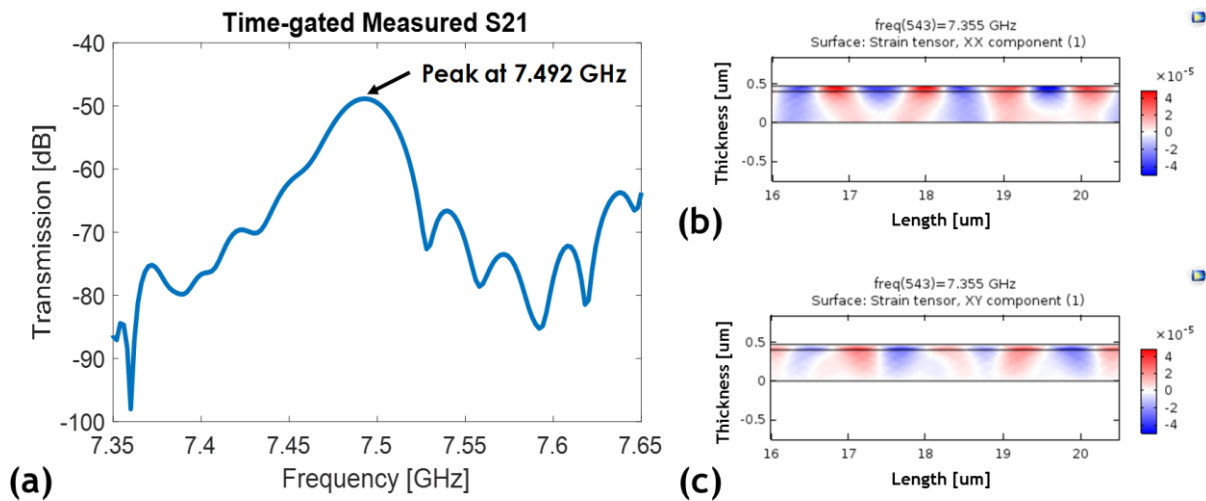 Time-gated Measured S21
-40
-50
-60
-70
-80
-90
-100
Transmission [dB]
Peak at 7.492 GHz
7.35
7.4
7.45
7.5
7.55
7.6
7.65
Frequency [GHz]
(a)
freq(543)=7.355 GHz
Surface: Strain tensor, XX component (1)
Thickness [um]
0.5
0
-0.5
16
17
18
19
20
Length [um]
×10⁻⁵
4
2
0
-2
-4
(b)
freq(543)=7.355 GHz
Surface: Strain tensor, XY component (1)
Thickness [um]
0.5
0
-0.5
16
17
18
19
20
Length [um]
×10⁻⁵
4
2
0
-2
-4
(c)